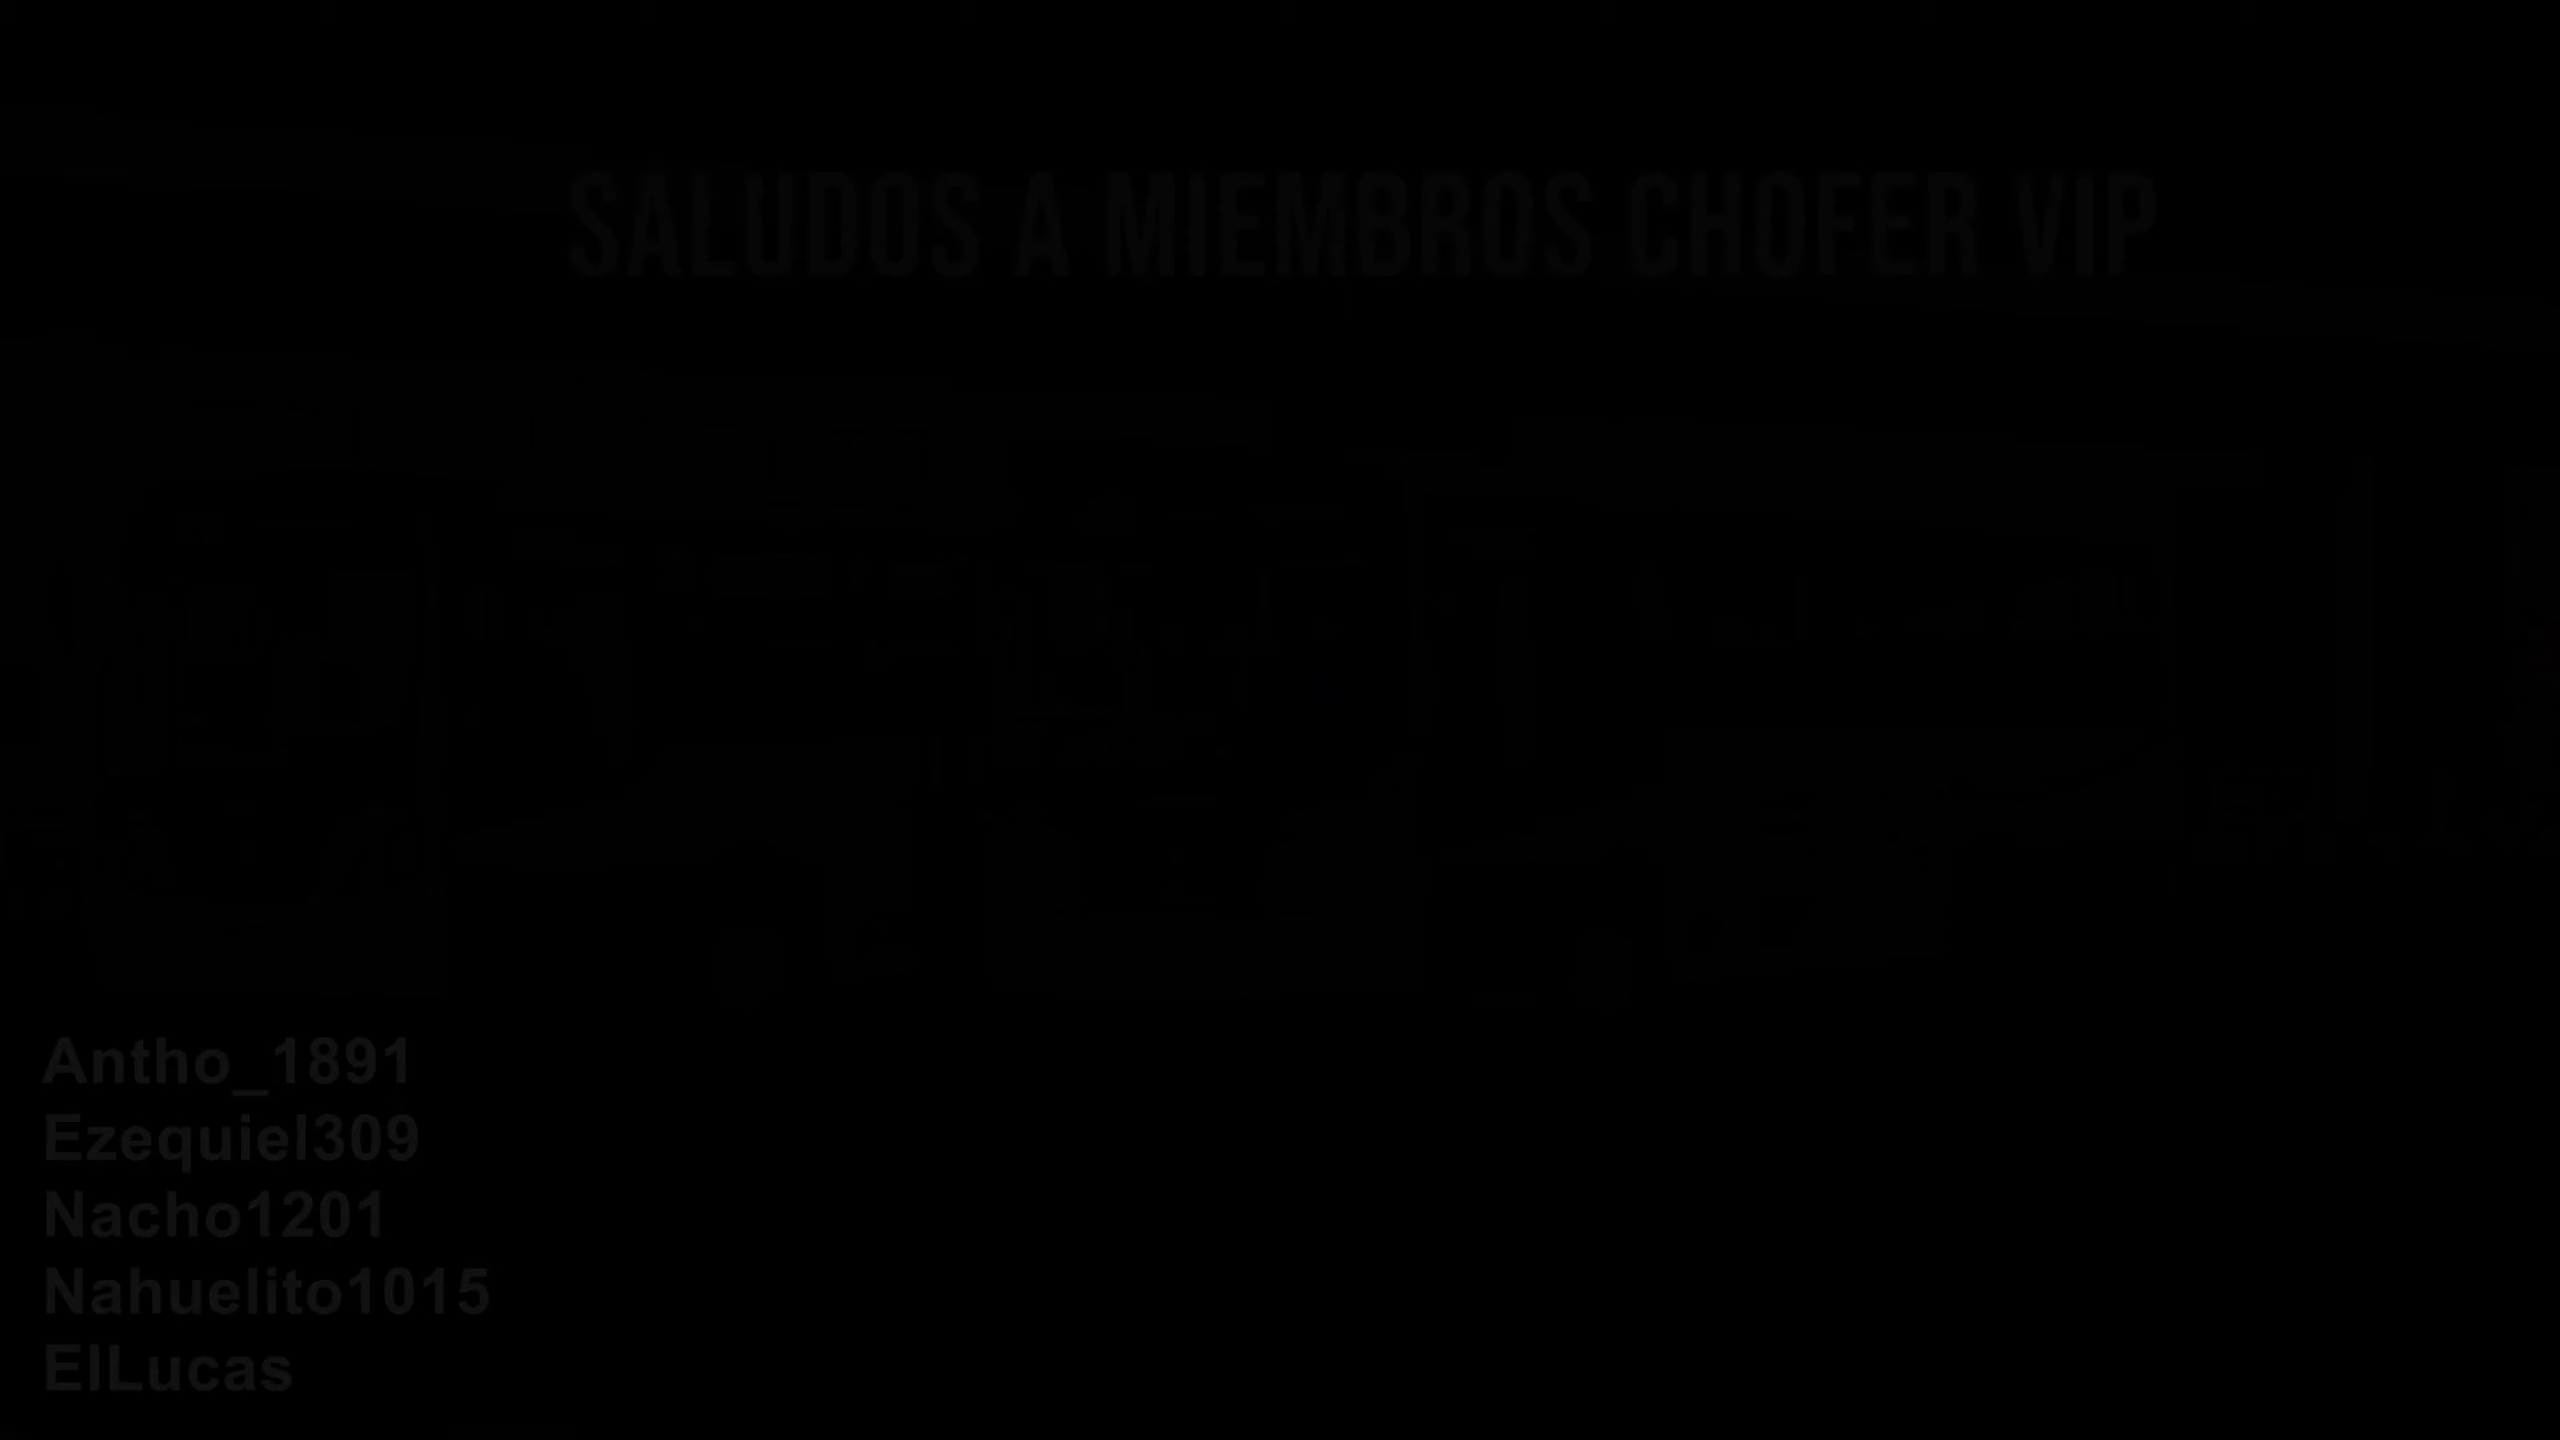 SALUDOS A MIEMBROS CHOFER VIP
Antho_1891
Ezequiel309
Nacho1201
Nahuelito1015
ElLucas